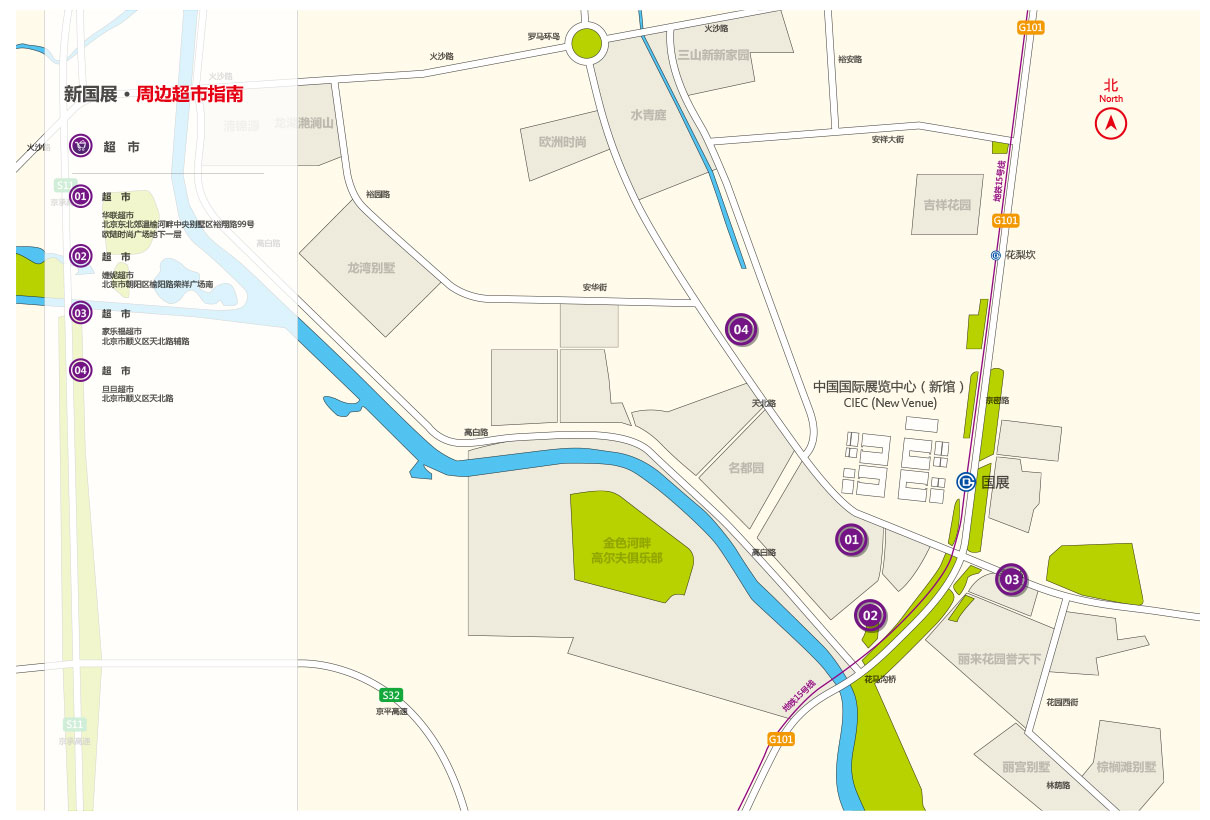 新国展・周边超市指南
超 市
01
超 市
华联超市
北京东北郊温榆河畔中央别墅区裕翔路99号
欧陆时尚广场地下一层
02
超 市
婕妮超市
北京市朝阳区榆阳路荣祥广场南
03
超 市
家乐福超市
北京市顺义区天北路辅路
04
超 市
旦旦超市
北京市顺义区天北路
火沙路
火沙路
S11
高白路
S11
京承高速
龙湖滟澜山
火沙路
罗马环岛
火沙路
三山新新家园
裕安路
G101
北
North
水青庭
欧洲时尚
安祥大街
地铁15号线
裕园路
吉祥花园
G101
花梨坎
龙湾别墅
安华街
04
中国国际展览中心（新馆）
CIEC (New Venue)
天北路
京密路
高白路
名都园
国展
金色河畔
高尔夫俱乐部
高白路
01
02
03
丽来花园誉天下
花马沟桥
地铁15号线
S32
京平高速
G101
花园西街
丽宫别墅
棕榈滩别墅
林荫路